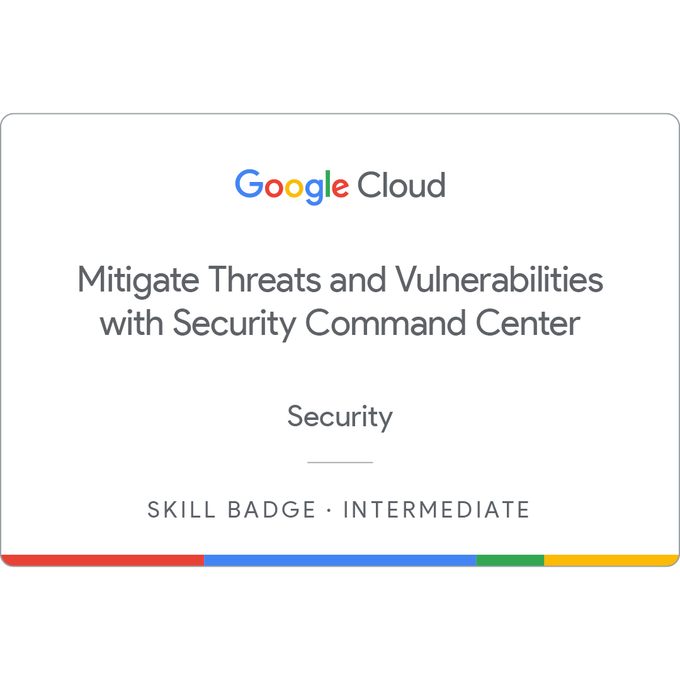 Google Cloud
Mitigate Threats and Vulnerabilities
with Security Command Center
Security
SKILL BADGE · INTERMEDIATE